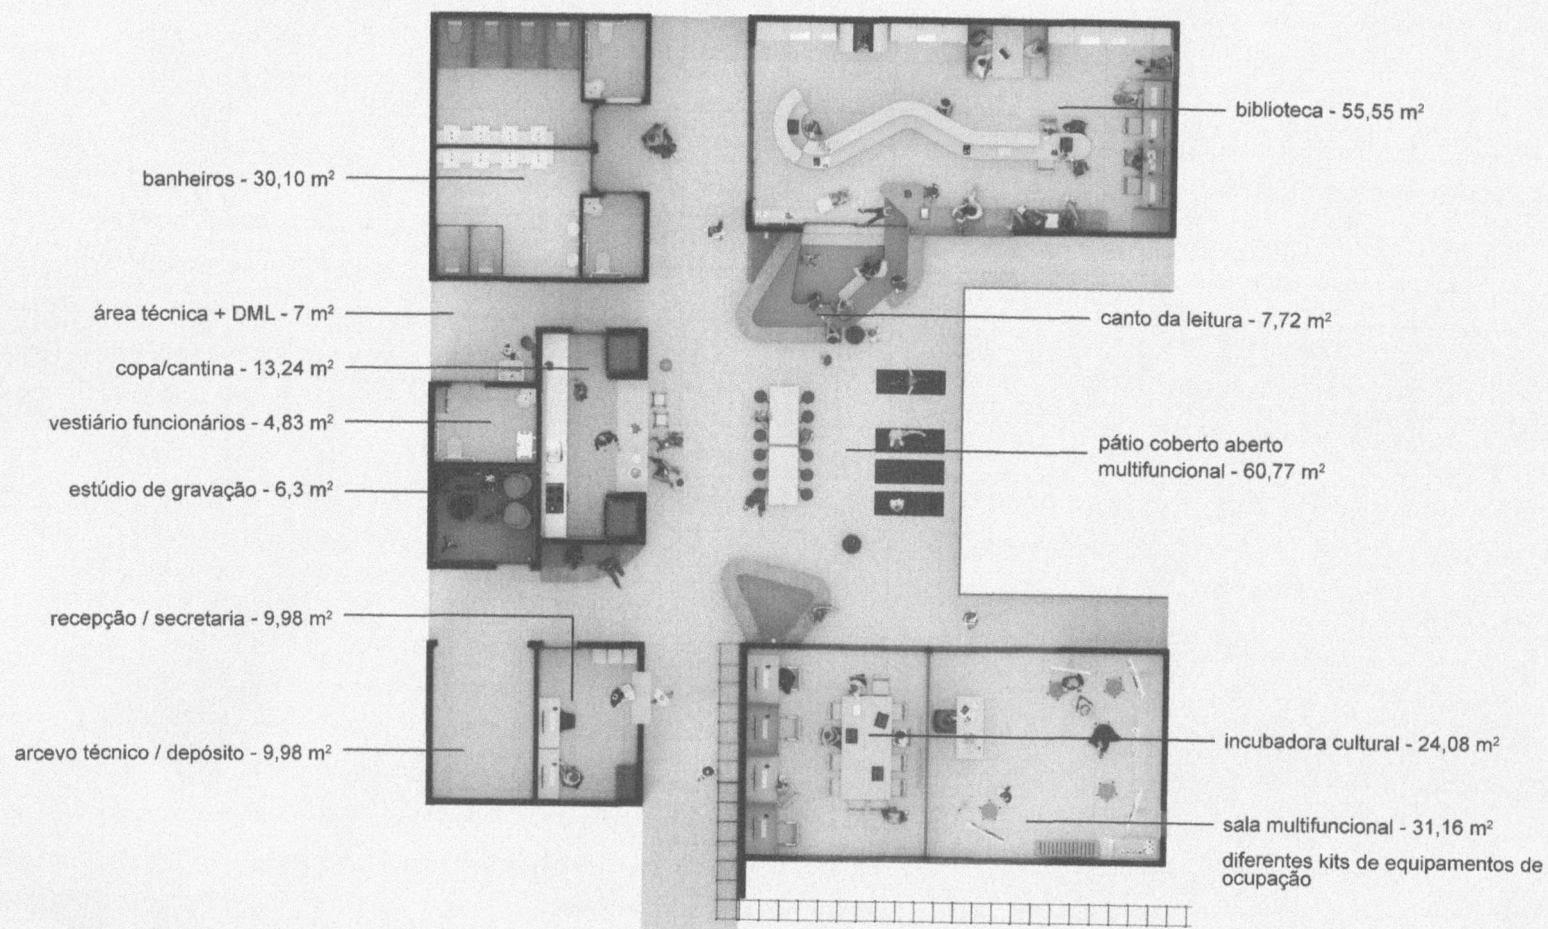 biblioteca - 55,55 m²
banheiros - 30,10 m²
área técnica + DML - 7 m²
canto da leitura - 7,72 m²
copa/cantina - 13,24 m²
vestiário funcionários - 4,83 m²
pátio coberto aberto
multifuncional - 60,77 m²
estúdio de gravação - 6,3 m²
recepção / secretaria - 9,98 m²
arcevo técnico / depósito - 9,98 m²
incubadora cultural - 24,08 m²
sala multifuncional - 31,16 m²
diferentes kits de equipamentos de
ocupação